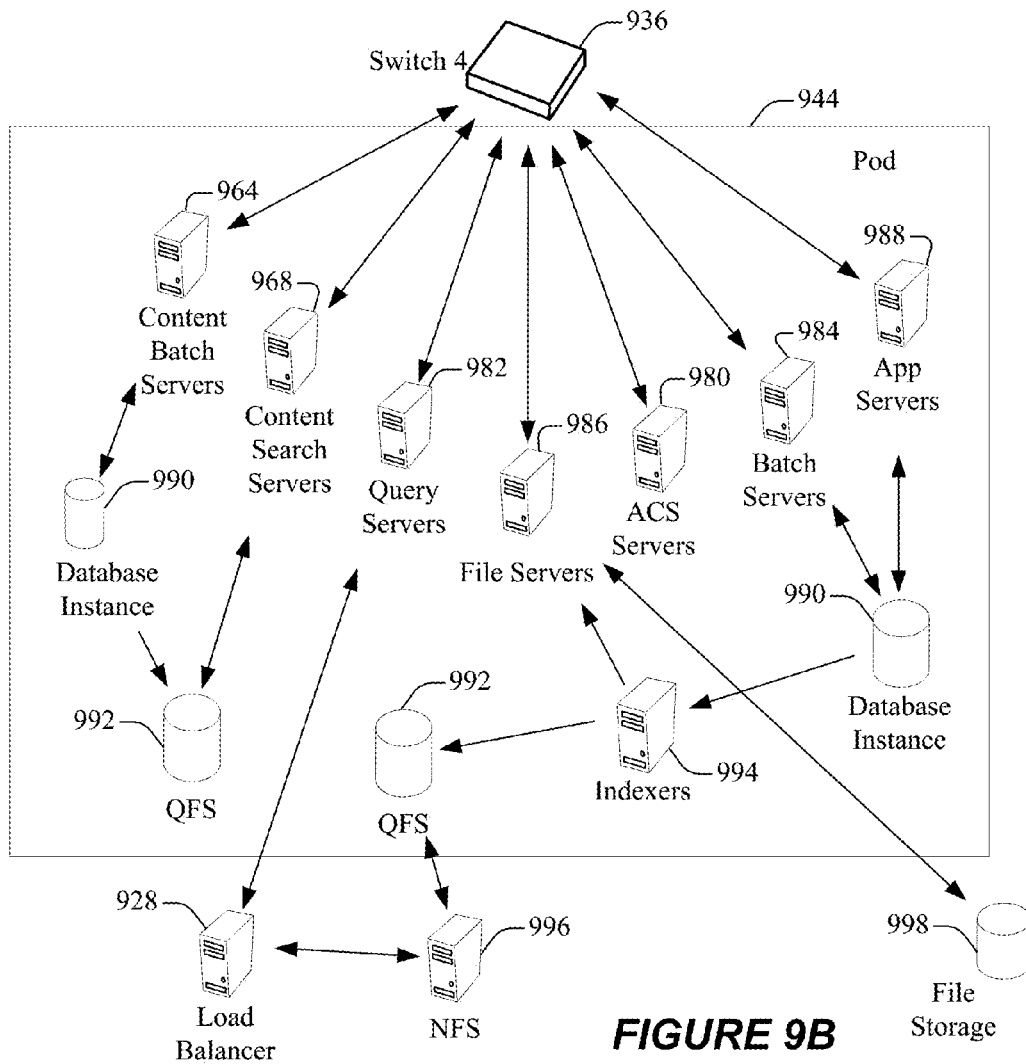 936
Switch 4
944
Pod
964
988
968
Content
Batch
Servers
984
982
980
App
Servers
990
Content
Search
Servers
986
Query
Servers
ACS
Servers
Batch
Servers
Database
Instance
File Servers
990
992
992
Database
Instance
994
QFS
Indexers
QFS
928
996
998
Load
Balancer
NFS
File
Storage
FIGURE 9B